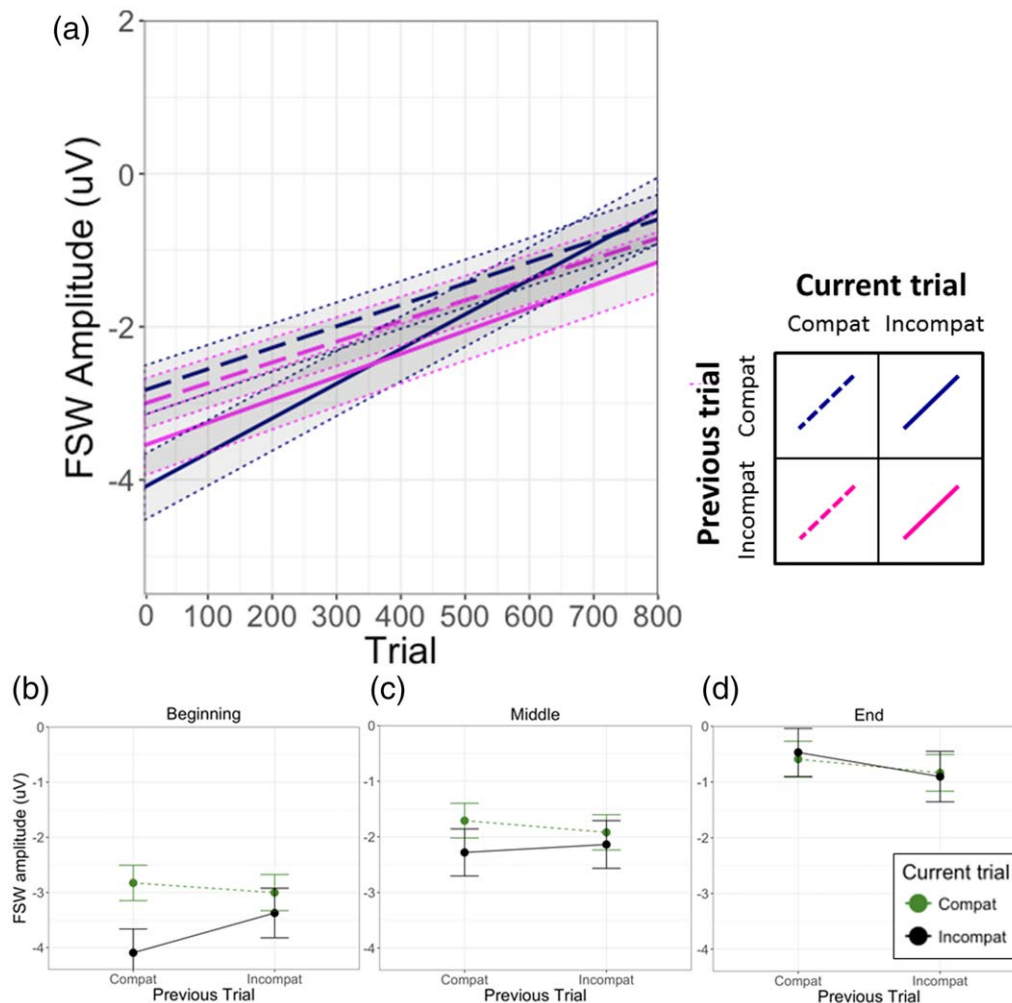 (a)
2
0
-2
-4
FSW Amplitude (uV)
0 100 200 300 400 500 600 700 800
Trial
Current trial
Compat Incompat
Previous trial
Compat
Incompat
(b)
Beginning
0
-1
-2
-3
-4
FSW amplitude (uV)
Compat Incompat
Previous Trial
(c)
Middle
0
-1
-2
-3
-4
Compat Incompat
Previous Trial
(d)
End
0
-1
-2
-3
-4
Current trial
Compat
Incompat
Compat Incompat
Previous Trial